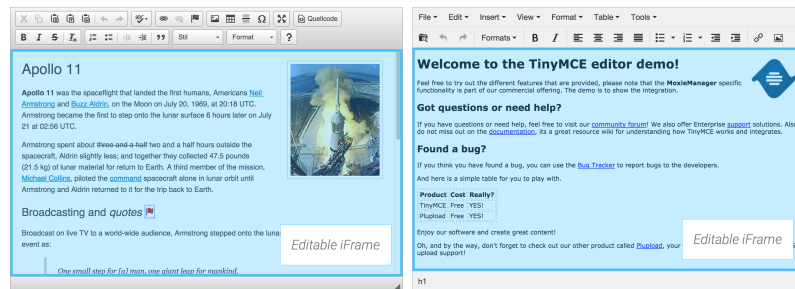 Quellcode
B I S Ix
Stil Format ?
Apollo 11
Apollo 11 was the spaceflight that landed the first humans, Americans Neil
Armstrong and Buzz Aldrin, on the Moon on July 20, 1969, at 20:18 UTC.
Armstrong became the first to step onto the lunar surface 6 hours later on July
21 at 02:56 UTC.
Armstrong spent about three and a half two and a half hours outside the
spacecraft, Aldrin slightly less; and together they collected 47.5 pounds
(21.5 kg) of lunar material for return to Earth. A third member of the mission,
Michael Collins, piloted the command spacecraft alone in lunar orbit until
Armstrong and Aldrin returned to it for the trip back to Earth.
Broadcasting and quotes
Broadcast on live TV to a world-wide audience, Armstrong stepped onto the luna
event as:
One small step for [a] man, one giant leap for mankind.
Editable iFrame
File Edit Insert View Format Table Tools
Formats B I
Welcome to the TinyMCE editor demo!
Feel free to try out the different features that are provided, please note that the MoxieManager specific
functionality is part of our commercial offering. The demo is to show the integration.
Got questions or need help?
If you have questions or need help, feel free to visit our community forum! We also offer Enterprise support solutions. Also
do not miss out on the documentation, its a great resource wiki for understanding how TinyMCE works and integrates.
Found a bug?
If you think you have found a bug, you can use the Bug Tracker to report bugs to the developers.
And here is a simple table for you to play with.
Product Cost Really?
TinyMCE Free YES!
Plupload Free YES!
Enjoy our software and create great content!
Oh, and by the way, don't forget to check out our other product called Plupload, your
upload support!
Editable iFrame
h1